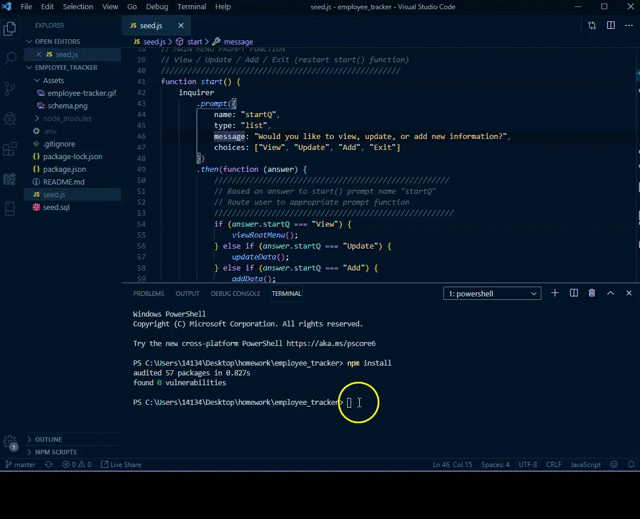 File Edit Selection View Go Debug Terminal Help
seed.js - employee_tracker - Visual Studio Code
EXPLORER
OPEN EDITORS
JS seed.js
EMPLOYEE_TRACKER
Assets
employee-tracker.gif
schema.png
node_modules
.env
.gitignore
package-lock.json
package.json
README.md
JS seed.js
seed.sql
OUTLINE
NPM SCRIPTS
JS seed.js
JS seed.js > start > message
38 // MAIN MENU PROMPT FUNCTION
39 // View / Update / Add / Exit (restart start() function)
40 //////////////////////////////////////////////////////
41 function start() {
42 inquirer
43 .prompt({
44 name: "startQ",
45 type: "list",
46 message: "Would you like to view, update, or add new information?",
47 choices: ["View", "Update", "Add", "Exit"]
48 })
49 .then(function (answer) {
50 //////////////////////////////////////////////////////
51 // Based on answer to start() prompt name "startQ"
52 // Route user to appropriate prompt function
53 //////////////////////////////////////////////////////
54 if (answer.startQ === "View") {
55 viewRootMenu();
56 } else if (answer.startQ === "Update") {
57 updateData();
58 } else if (answer.startQ === "Add") {
59 addData();
PROBLEMS OUTPUT DEBUG CONSOLE TERMINAL
1: powershell
Windows PowerShell
Copyright (C) Microsoft Corporation. All rights reserved.
Try the new cross-platform PowerShell https://aka.ms/pscore6
PS C:\Users\14134\Desktop\homework\employee_tracker> npm install
audited 57 packages in 0.827s
found 0 vulnerabilities
PS C:\Users\14134\Desktop\homework\employee_tracker>
1
master 0 0 Live Share
Ln 46, Col 15 Spaces: 4 UTF-8 CRLF JavaScript